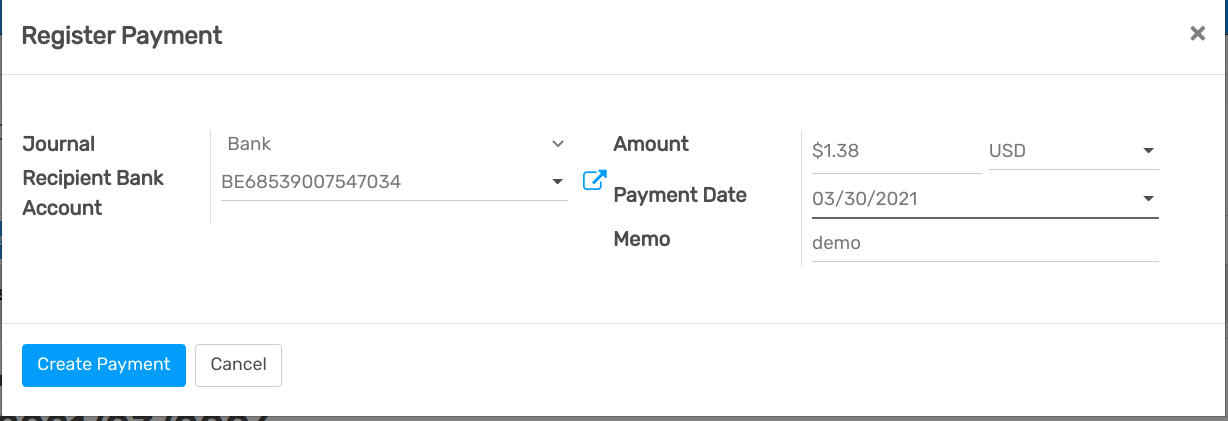 Register Payment
Journal
Bank
Recipient Bank
Account
BE68539007547034
Amount
$1.38
USD
Payment Date
03/30/2021
Memo
demo
Create Payment
Cancel